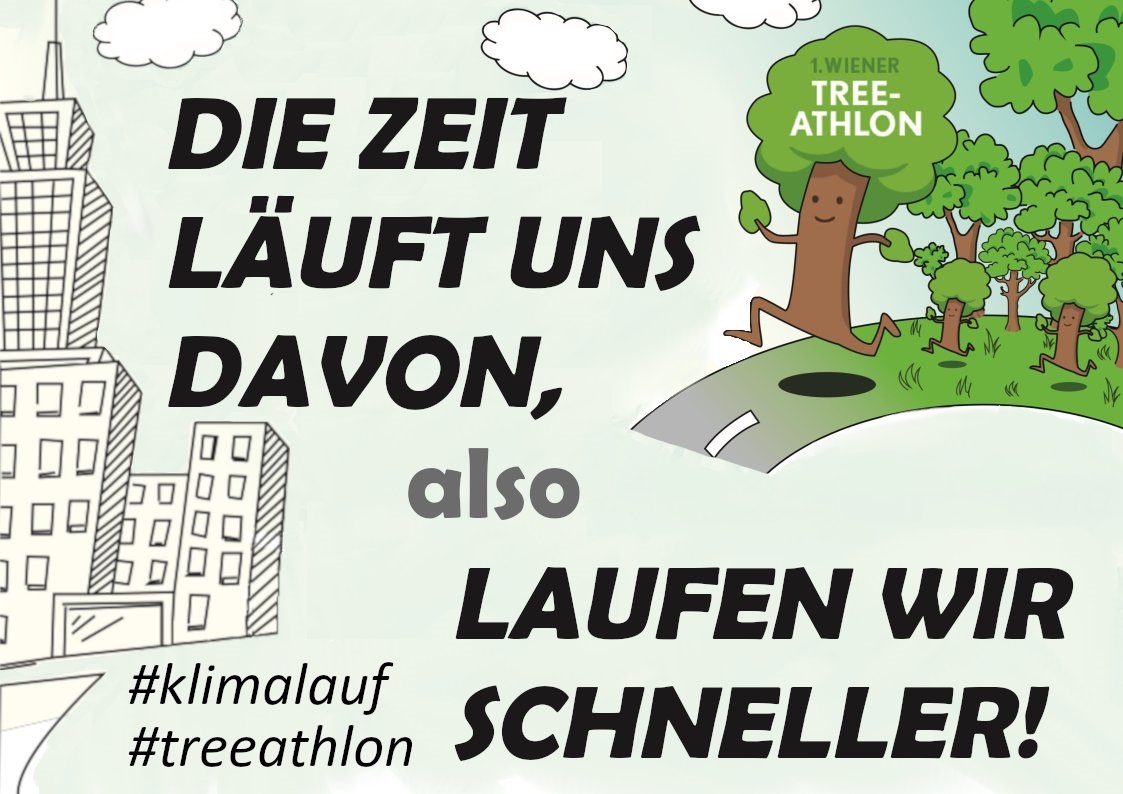 1. WIENER
TREE-
ATHLON
DIE ZEIT
LÄUFT UNS
DAVON,
also
LAUFEN WIR
SCHNELLER!
#klimalauf
#treeathlon